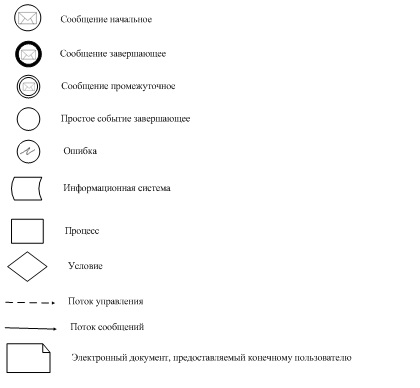 Сообщение начальное
Сообщение завершающее
Сообщение промежуточное
Простое событие завершающее
Ошибка
Информационная система
Процесс
Условие
Поток управления
Поток сообщений
Электронный документ, предоставляемый конечному пользователю